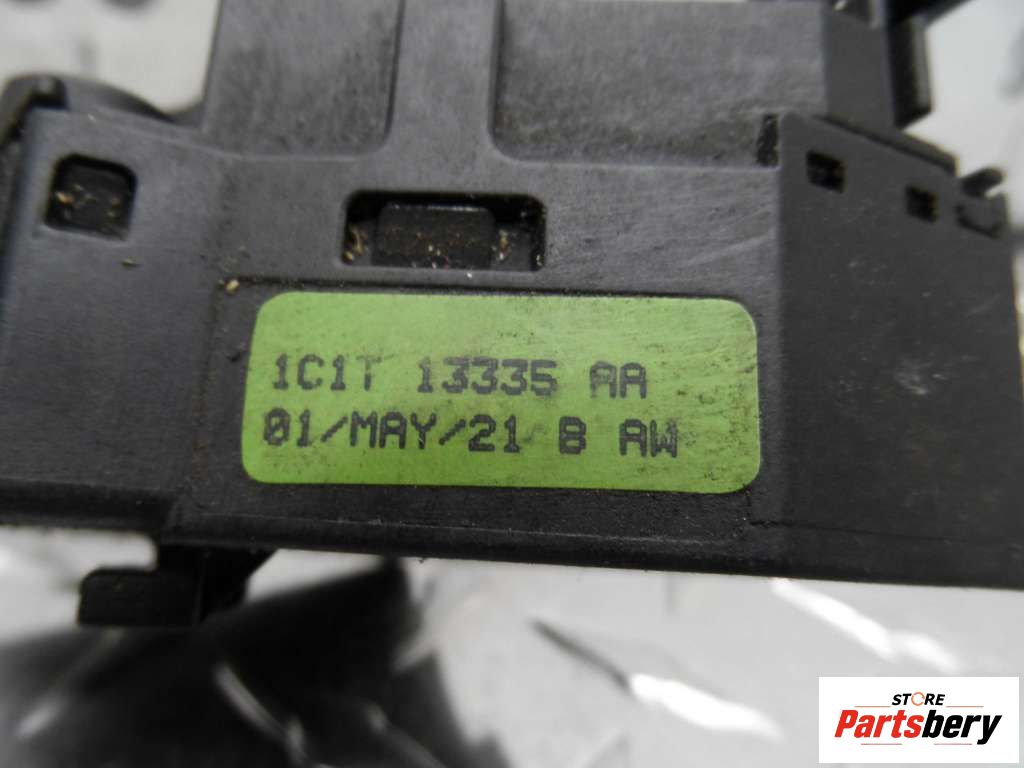 1C1T 13335 AA
01/MAY/21 B AW
STORE
Partsbery